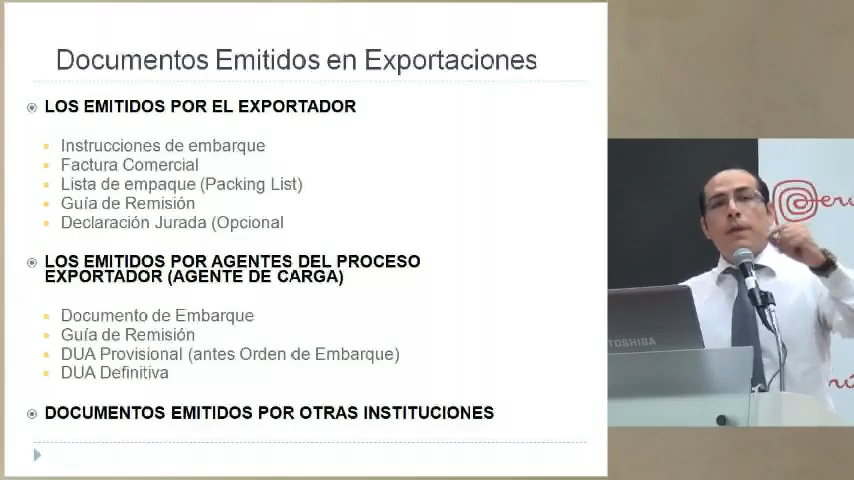 Documentos Emitidos en Exportaciones
LOS EMITIDOS POR EL EXPORTADOR
Instrucciones de embarque
Factura Comercial
Lista de empaque (Packing List)
Guía de Remisión
Declaración Jurada (Opcional
LOS EMITIDOS POR AGENTES DEL PROCESO
EXPORTADOR (AGENTE DE CARGA)
Documento de Embarque
Guía de Remisión
DUA Provisional (antes Orden de Embarque)
DUA Definitiva
DOCUMENTOS EMITIDOS POR OTRAS INSTITUCIONES
Perú
TOSHIBA